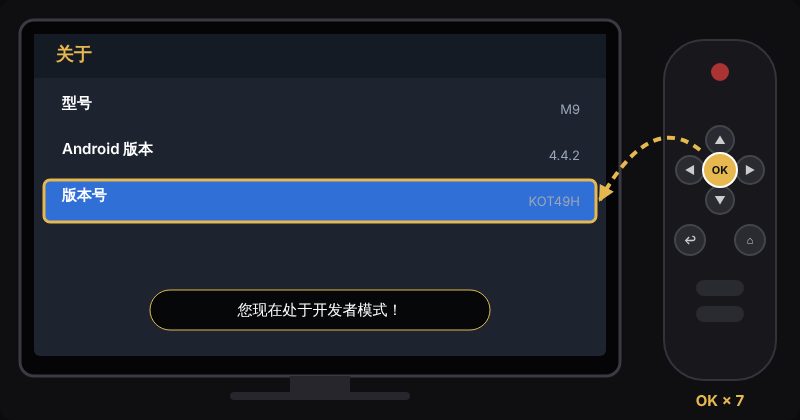 关于
型号
M9
Android 版本
4.4.2
版本号
KOT49H
您现在处于开发者模式！
OK
OK × 7